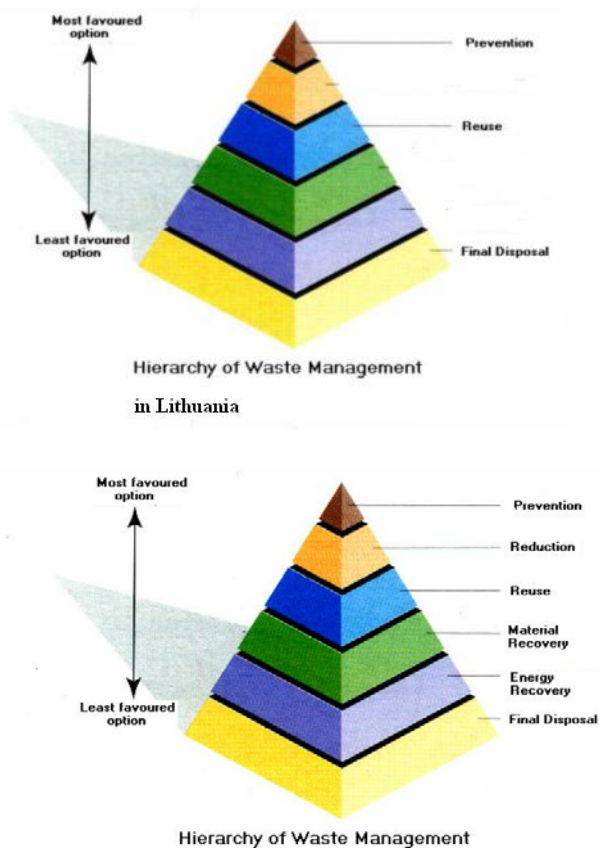 Most favoured
option
Prevention
Reuse
Least favoured
option
Final Disposal
Hierarchy of Waste Management
in Lithuania
Most favoured
option
Prevention
Reduction
Reuse
Material
Recovery
Energy
Recovery
Least favoured
option
Final Disposal
Hierarchy of Waste Management